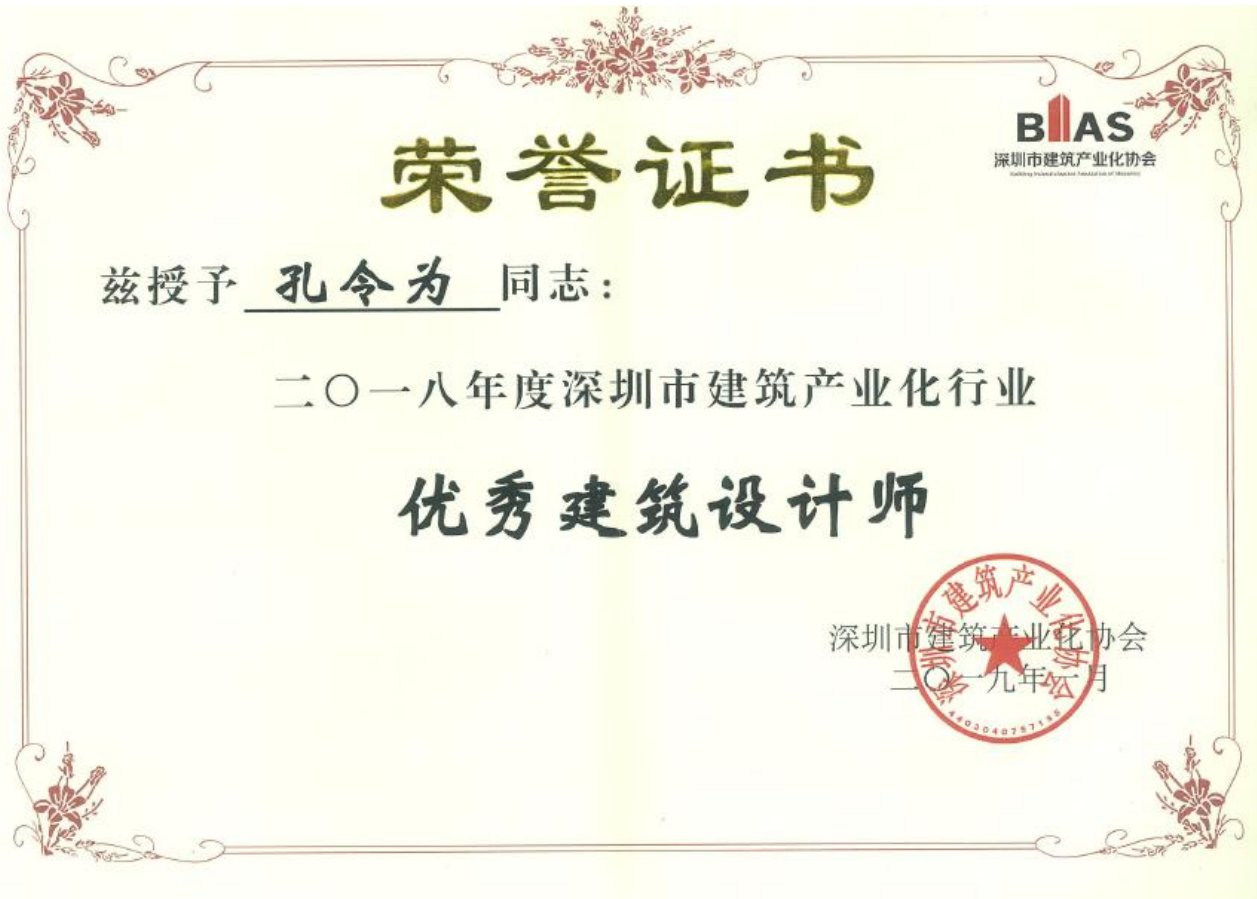 BIIAS
深圳市建筑产业化协会
荣誉证书
兹授予 孔令为 同志：
二〇一八年度深圳市建筑产业化行业
优秀建筑设计师
深圳市建筑产业化协会
二〇一九年一月
深圳市建筑产业化协会